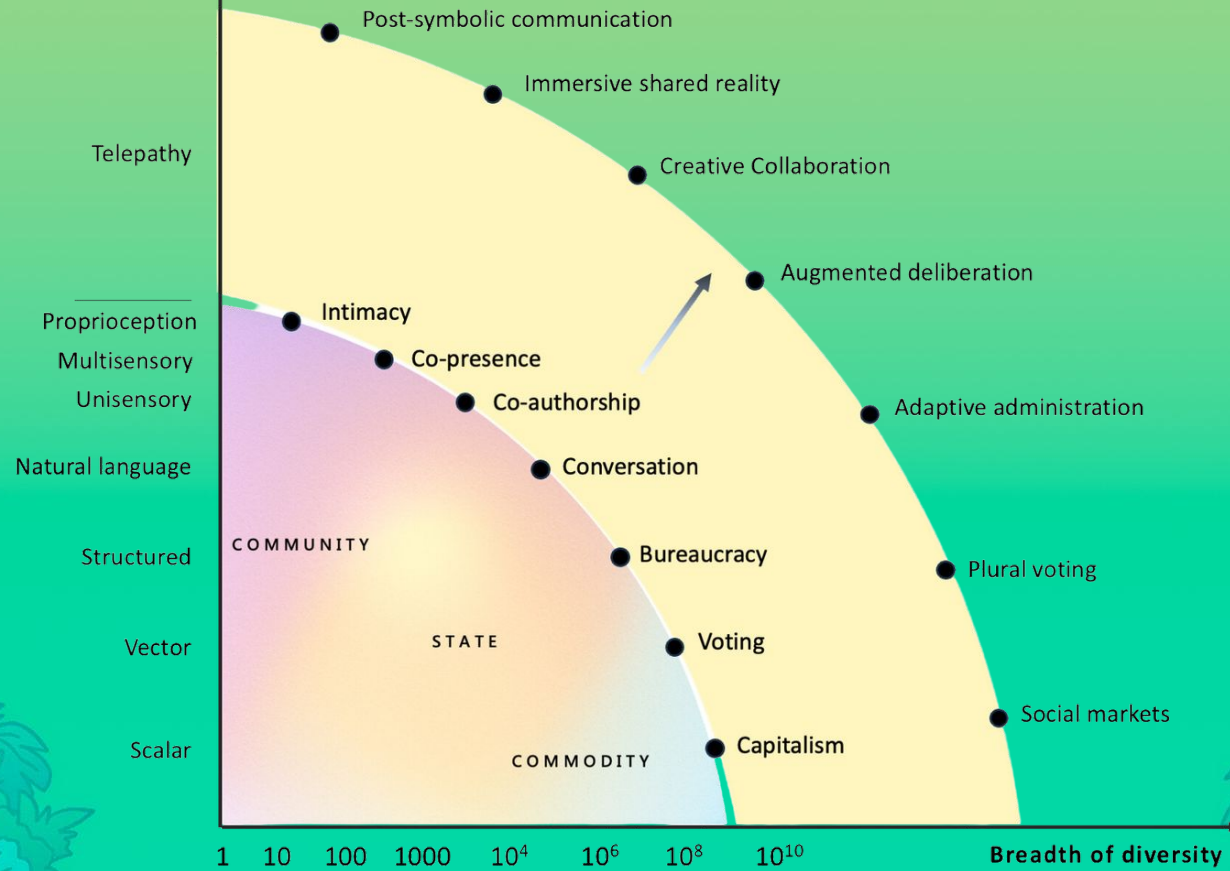 Post-symbolic communication
Immersive shared reality
Telepathy
Creative Collaboration
Augmented deliberation
Proprioception
Intimacy
Multisensory
Co-presence
Unisensory
Co-authorship
Adaptive administration
Natural language
Conversation
COMMUNITY
Structured
Bureaucracy
Plural voting
STATE
Vector
Voting
Social markets
Scalar
COMMODITY
Capitalism
1 10 100 1000 10⁴ 10⁶ 10⁸ 10¹⁰ Breadth of diversity